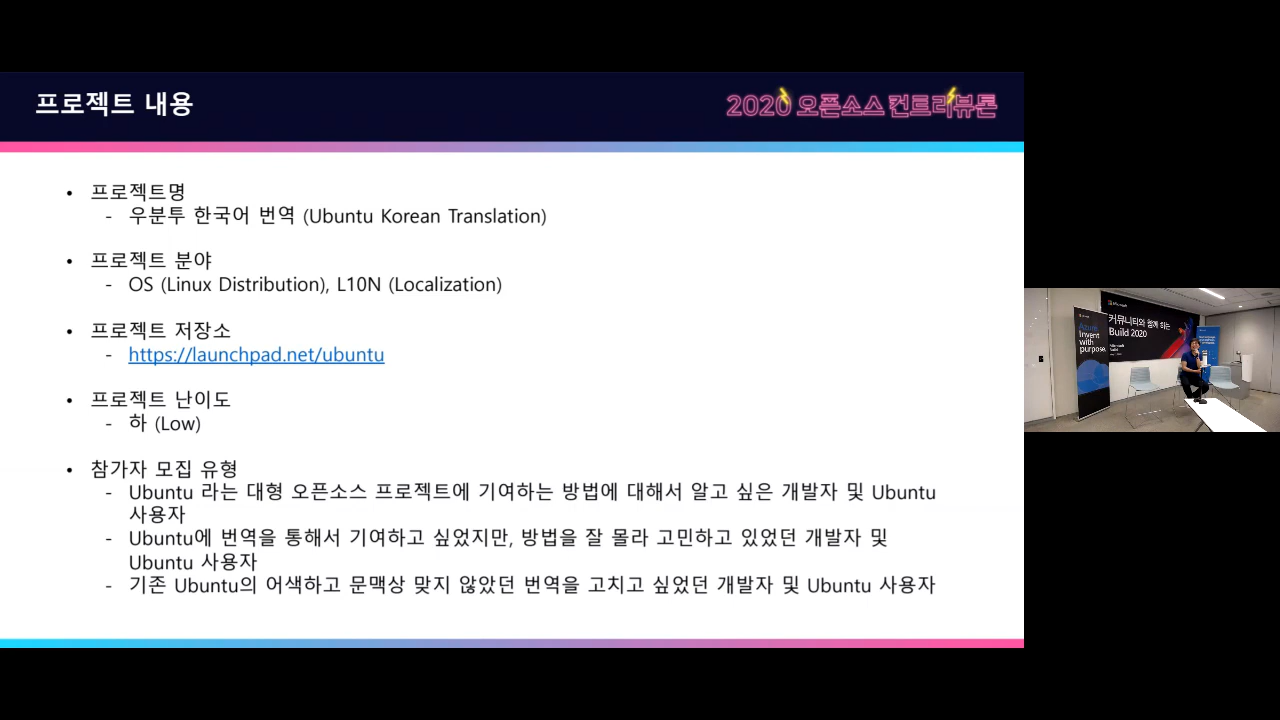 프로젝트 내용
2020 오픈소스 컨트리뷰톤
• 프로젝트명
- 우분투 한국어 번역 (Ubuntu Korean Translation)
• 프로젝트 분야
- OS (Linux Distribution), L10N (Localization)
• 프로젝트 저장소
- https://launchpad.net/ubuntu
• 프로젝트 난이도
- 하 (Low)
• 참가자 모집 유형
- Ubuntu 라는 대형 오픈소스 프로젝트에 기여하는 방법에 대해서 알고 싶은 개발자 및 Ubuntu
사용자
- Ubuntu에 번역을 통해서 기여하고 싶었지만, 방법을 잘 몰라 고민하고 있었던 개발자 및
Ubuntu 사용자
- 기존 Ubuntu의 어색하고 문맥상 맞지 않았던 번역을 고치고 싶었던 개발자 및 Ubuntu 사용자
커뮤니티와 함께 하는
Build 2020
Azure.
Invent
with
purpose.